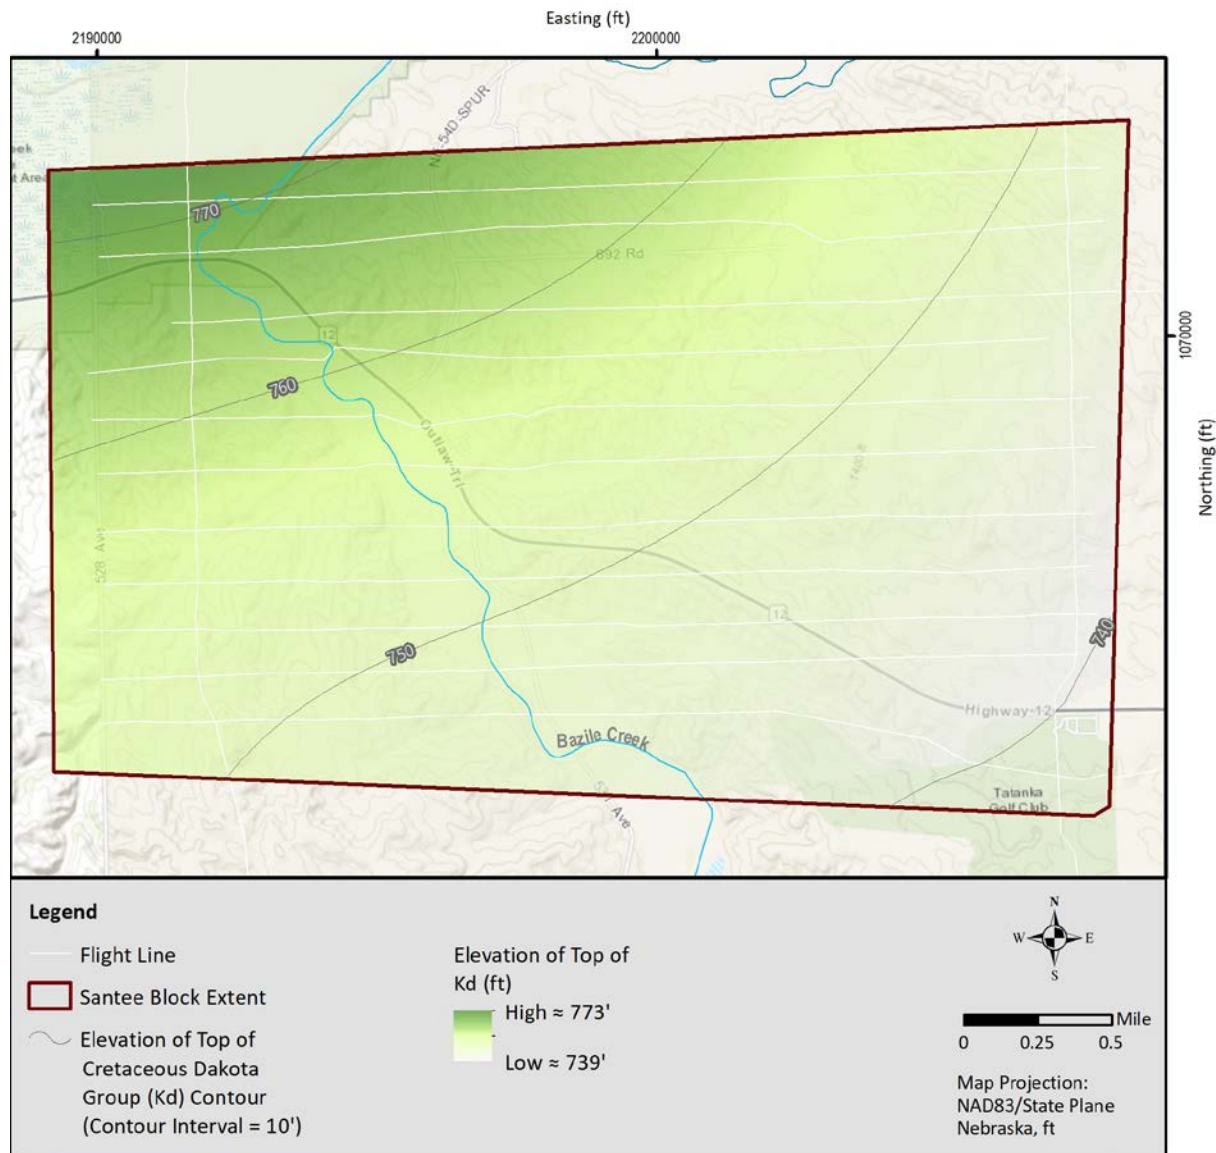 Easting (ft)
2190000
2200000
NE-54D-SPUR
eek
t Area
770
892 Rd
12
1070000
760
Outlaw-Trl
Northing (ft)
528 Ave
12
750
740
Highway-12
Bazile Creek
Tatanka
Golf Club
Legend
Flight Line
Santee Block Extent
Elevation of Top of
Cretaceous Dakota
Group (Kd) Contour
(Contour Interval = 10')
Elevation of Top of
Kd (ft)
High ≈ 773'
Low ≈ 739'
N
W
E
S
Mile
0
0.25
0.5
Map Projection:
NAD83/State Plane
Nebraska, ft